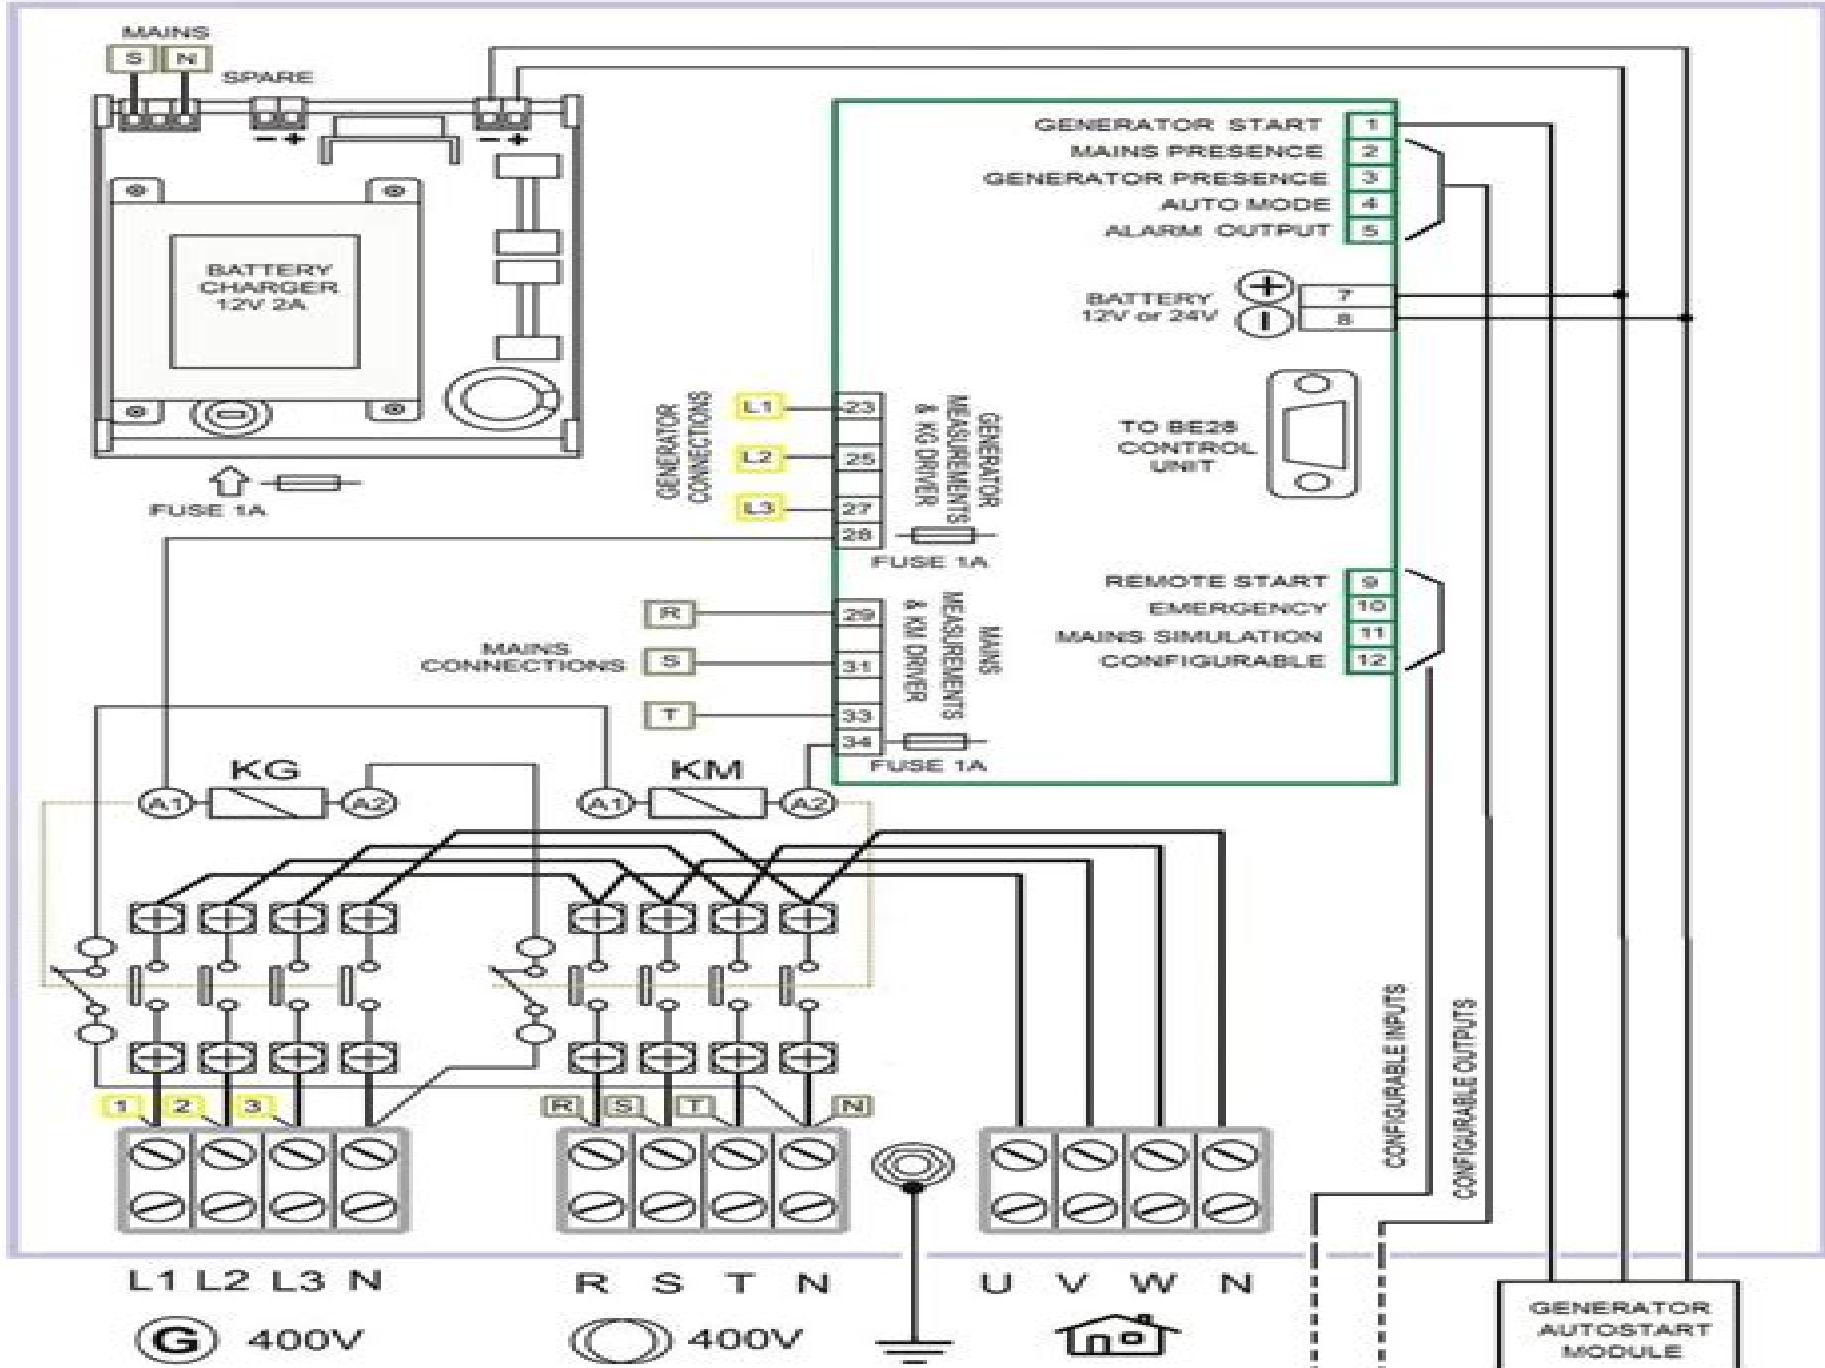 MAINS
S N
SPARE
- +
- +
BATTERY
CHARGER
12V 2A
FUSE 1A
GENERATOR START 1
MAINS PRESENCE 2
GENERATOR PRESENCE 3
AUTO MODE 4
ALARM OUTPUT 5
BATTERY
12V or 24V
+ 7
- 8
TO BE28
CONTROL
UNIT
GENERATOR
CONNECTIONS
L1 23
L2 25
L3 27
28
GENERATOR
MEASUREMENTS
& KG DRIVER
FUSE 1A
REMOTE START 9
EMERGENCY 10
MAINS SIMULATION 11
CONFIGURABLE 12
MAINS
CONNECTIONS
R 29
S 31
T 33
34
MAINS
MEASUREMENTS
& KM DRIVER
FUSE 1A
KG
A1 A2
KM
A1 A2
1 2 3
R S T N
CONFIGURABLE INPUTS
CONFIGURABLE OUTPUTS
L1 L2 L3 N
R S T N
U V W N
G 400V
400V
GENERATOR
AUTOSTART
MODULE